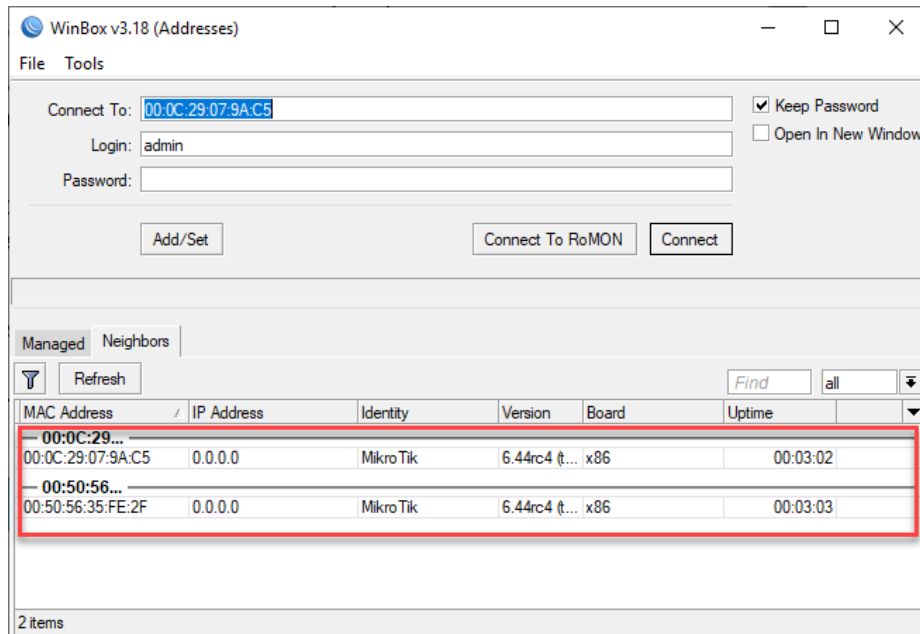 WinBox v3.18 (Addresses)
File Tools
Connect To: 00:0C:29:07:9A:C5
Keep Password
Login: admin
Open In New Window
Password:
Add/Set Connect To RoMON Connect
Managed Neighbors
Refresh Find all
MAC Address IP Address Identity Version Board Uptime
00:0C:29...
00:0C:29:07:9A:C5 0.0.0.0 MikroTik 6.44rc4 (t... x86 00:03:02
00:50:56...
00:50:56:35:FE:2F 0.0.0.0 MikroTik 6.44rc4 (t... x86 00:03:03
2 items